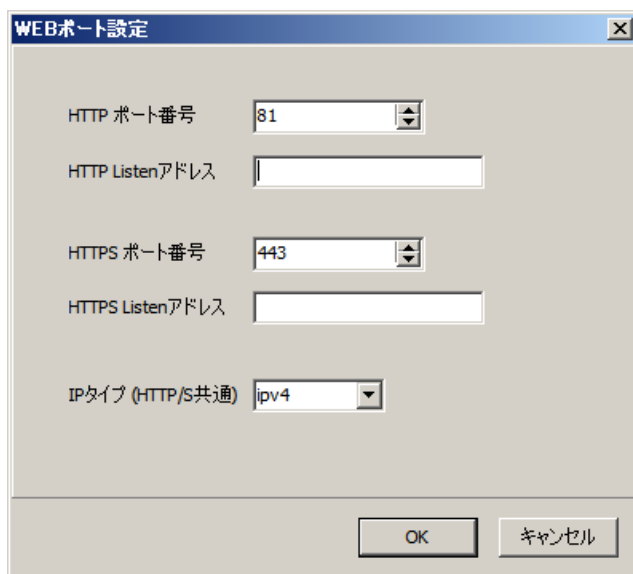 WEBポート設定
HTTP ポート番号 81
HTTP Listenアドレス
HTTPS ポート番号 443
HTTPS Listenアドレス
IPタイプ (HTTP/S共通) ipv4
OK キャンセル